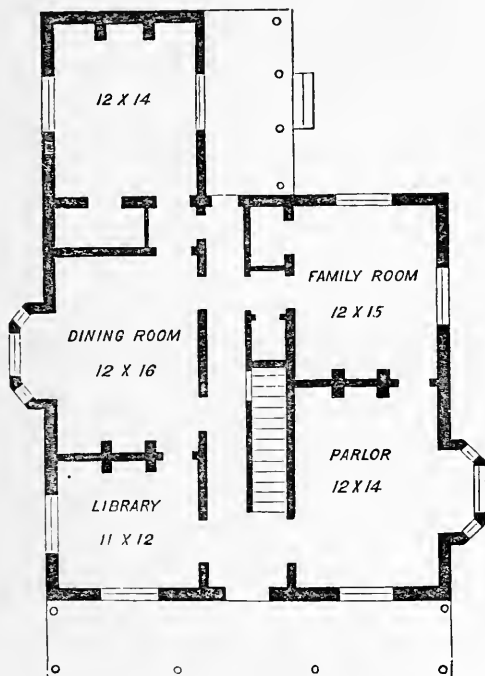 12 X 14
FAMILY ROOM
12 X 15
DINING ROOM
12 X 16
PARLOR
12 X 14
LIBRARY
11 X 12